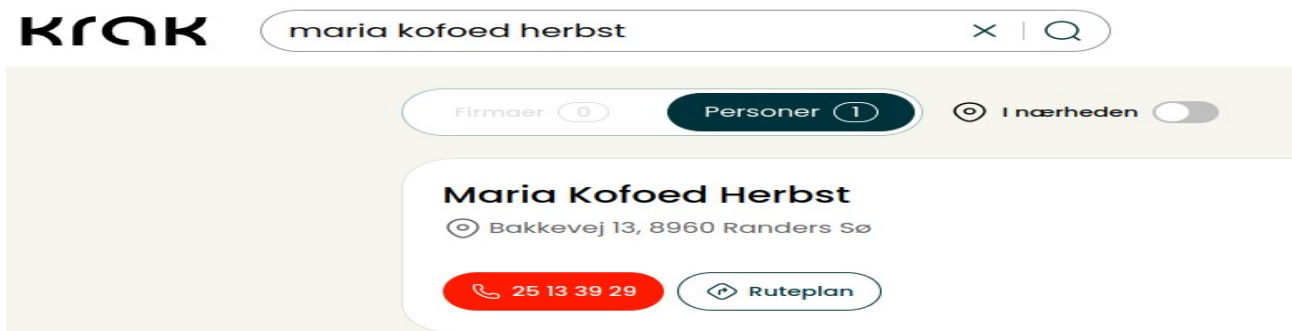 Krak maria kofoed herbst
Firmaer 0 Personer 1 I nærheden
Maria Kofoed Herbst
Bakkevej 13, 8960 Randers Sø
25 13 39 29 Ruteplan